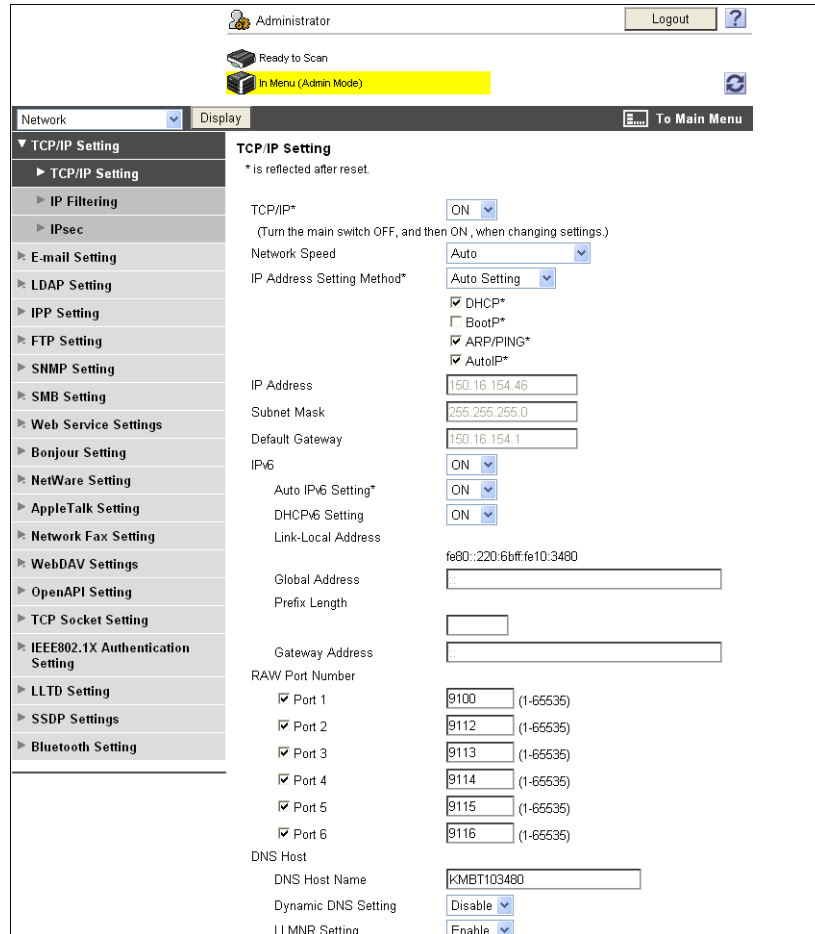 Administrator
Logout
?
Ready to Scan
In Menu (Admin Mode)
Network
Display
To Main Menu
TCP/IP Setting
TCP/IP Setting
IP Filtering
IPsec
E-mail Setting
LDAP Setting
IPP Setting
FTP Setting
SNMP Setting
SMB Setting
Web Service Settings
Bonjour Setting
NetWare Setting
AppleTalk Setting
Network Fax Setting
WebDAV Settings
OpenAPI Setting
TCP Socket Setting
IEEE802.1X Authentication
Setting
LLTD Setting
SSDP Settings
Bluetooth Setting
TCP/IP Setting
* is reflected after reset.
TCP/IP* ON
(Turn the main switch OFF, and then ON , when changing settings.)
Network Speed Auto
IP Address Setting Method* Auto Setting
DHCP*
BootP*
ARP/PING*
AutoIP*
IP Address 150.16.154.46
Subnet Mask 255.255.255.0
Default Gateway 150.16.154.1
IPv6 ON
Auto IPv6 Setting* ON
DHCPv6 Setting ON
Link-Local Address
fe80::220:6bff:fe10:3480
Global Address ::
Prefix Length
Gateway Address ::
RAW Port Number
Port 1 9100 (1-65535)
Port 2 9112 (1-65535)
Port 3 9113 (1-65535)
Port 4 9114 (1-65535)
Port 5 9115 (1-65535)
Port 6 9116 (1-65535)
DNS Host
DNS Host Name KMBT103480
Dynamic DNS Setting Disable
LLMNR Setting Enable